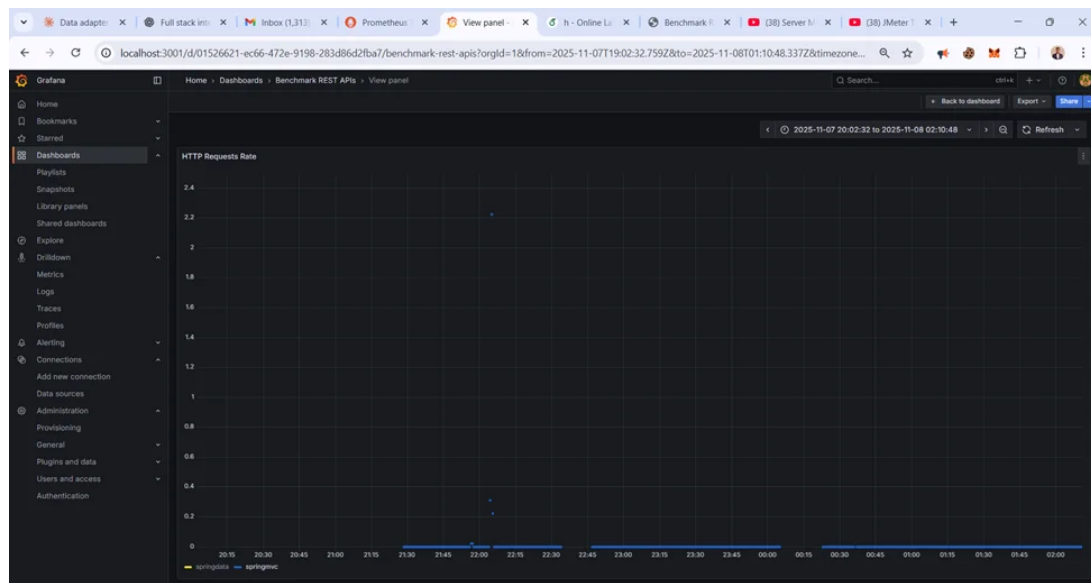 Data adapter
Full stack int
Inbox (1,313)
Prometheus T
View panel -
h - Online La
Benchmark R
(38) Server M
(38) JMeter T
localhost:3001/d/01526621-ec66-472e-9198-283d86d2fba7/benchmark-rest-apis?orgId=1&from=2025-11-07T19:02:32.759Z&to=2025-11-08T01:10:48.337Z&timezone...
Grafana
Home › Dashboards › Benchmark REST APIs › View panel
Search...
ctrl+k
Back to dashboard
Export
Share
2025-11-07 20:02:32 to 2025-11-08 02:10:48
Refresh
Home
Bookmarks
Starred
Dashboards
Playlists
Snapshots
Library panels
Shared dashboards
Explore
Drilldown
Metrics
Logs
Traces
Profiles
Alerting
Connections
Add new connection
Data sources
Administration
Provisioning
General
Plugins and data
Users and access
Authentication
HTTP Requests Rate
2.4
2.2
2
1.8
1.6
1.4
1.2
1
0.8
0.6
0.4
0.2
0
20:15 20:30 20:45 21:00 21:15 21:30 21:45 22:00 22:15 22:30 22:45 23:00 23:15 23:30 23:45 00:00 00:15 00:30 00:45 01:00 01:15 01:30 01:45 02:00
springdata springmvc